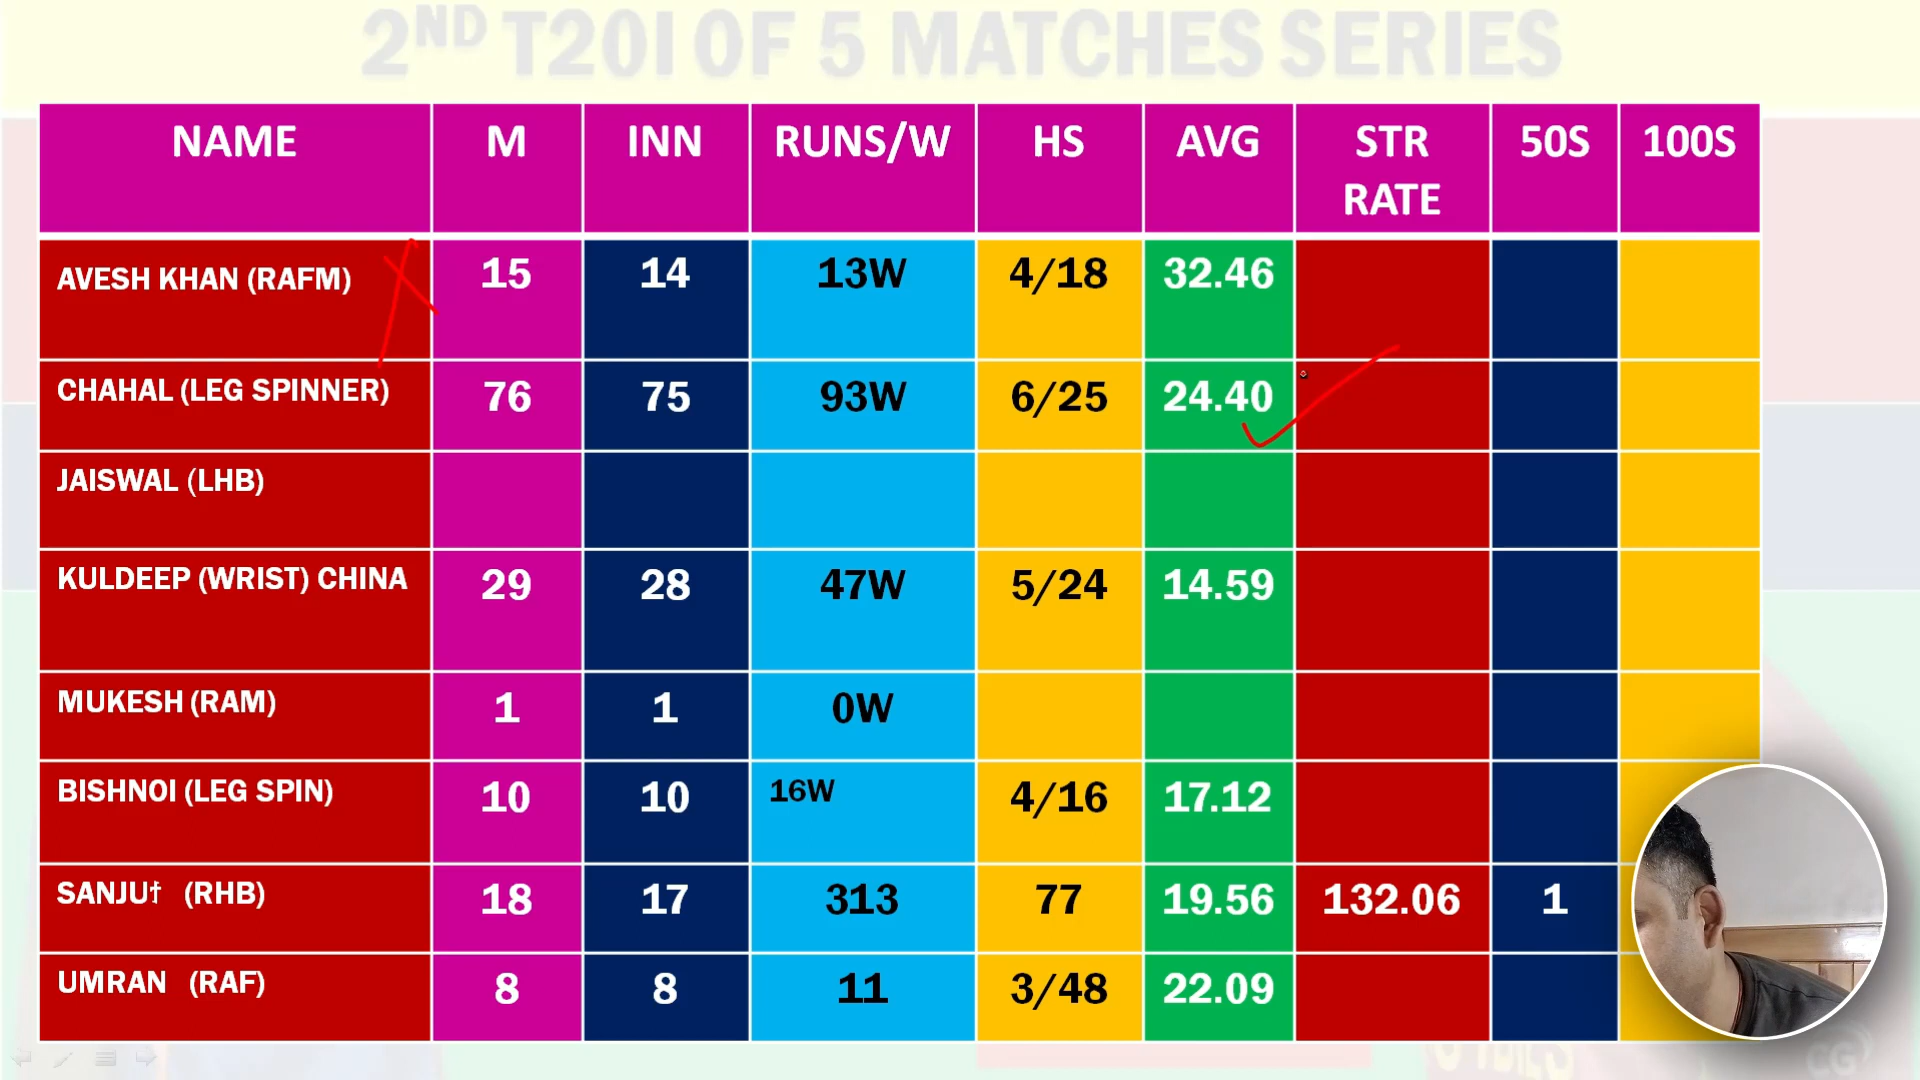 2ND T20I OF 5 MATCHES SERIES
NAME M INN RUNS/W HS AVG STR RATE 50S 100S
AVESH KHAN (RAFM) 15 14 13W 4/18 32.46
CHAHAL (LEG SPINNER) 76 75 93W 6/25 24.40
JAISWAL (LHB)
KULDEEP (WRIST) CHINA 29 28 47W 5/24 14.59
MUKESH (RAM) 1 1 0W
BISHNOI (LEG SPIN) 10 10 16W 4/16 17.12
SANJU† (RHB) 18 17 313 77 19.56 132.06 1
UMRAN (RAF) 8 8 11 3/48 22.09
CG